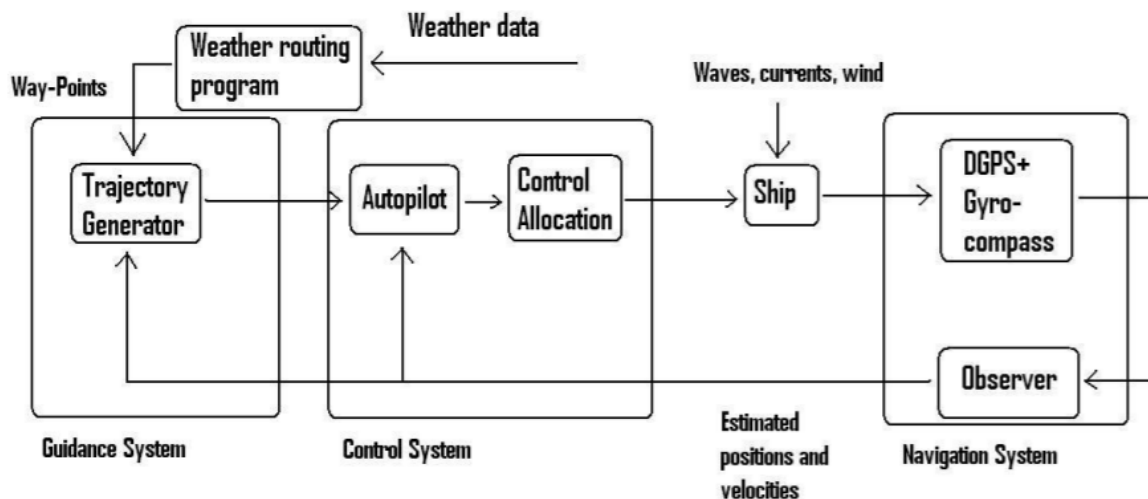 Weather data
Weather routing
program
Way-Points
Waves, currents, wind
Trajectory
Generator
Autopilot
Control
Allocation
Ship
DGPS+
Gyro-
compass
Observer
Guidance System
Control System
Estimated
positions and
velocities
Navigation System